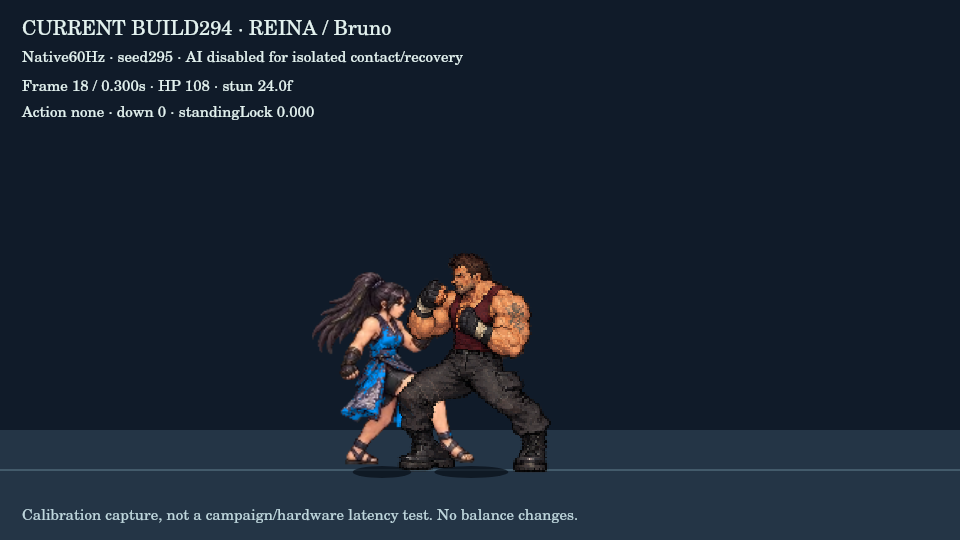 CURRENT BUILD294 · REINA / Bruno
Native60Hz · seed295 · AI disabled for isolated contact/recovery
Frame 18 / 0.300s · HP 108 · stun 24.0f
Action none · down 0 · standingLock 0.000
Calibration capture, not a campaign/hardware latency test. No balance changes.